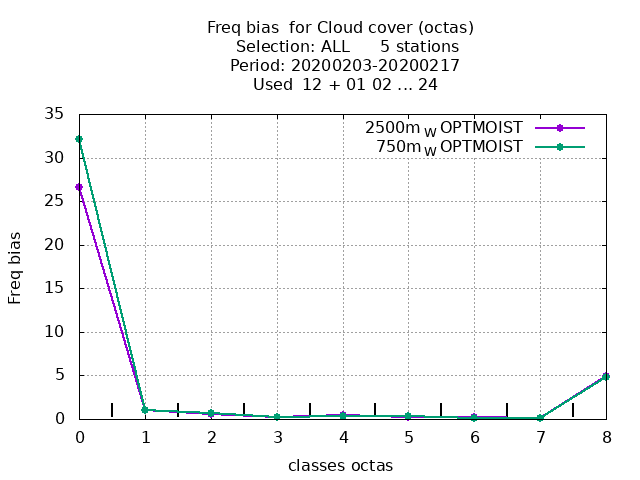 Freq bias for Cloud cover (octas)
Selection: ALL 5 stations
Period: 20200203-20200217
Used 12 + 01 02 ... 24
2500m W OPTMOIST
750m W OPTMOIST
Freq bias
35
30
25
20
15
10
5
0
0 1 2 3 4 5 6 7 8
classes octas